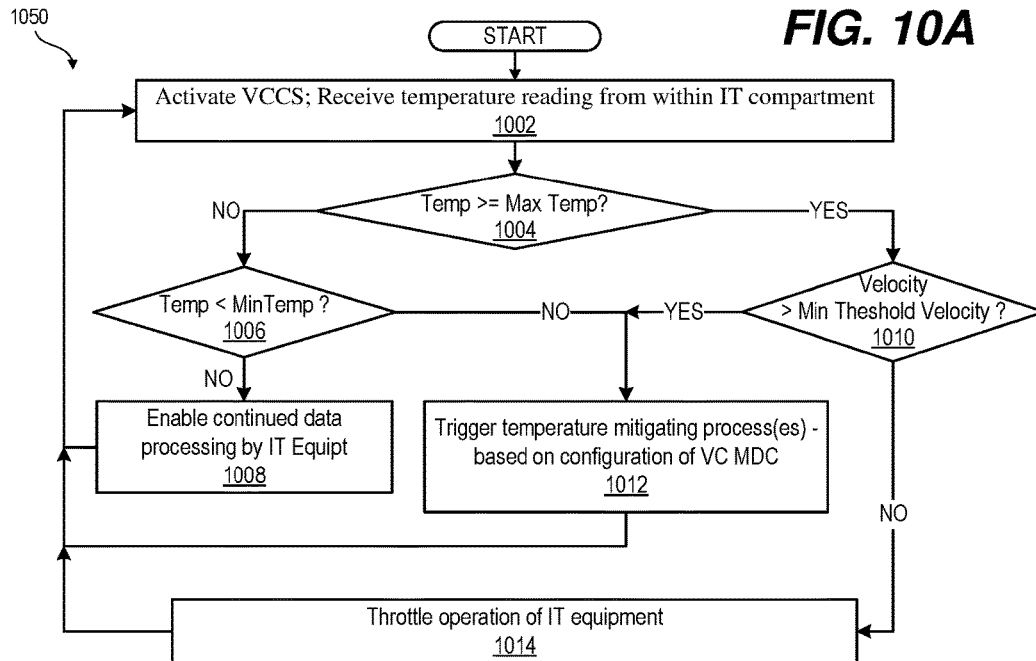 1050
START
FIG. 10A
Activate VCCS; Receive temperature reading from within IT compartment
1002
NO
Temp >= Max Temp?
1004
YES
Temp < MinTemp ?
1006
NO
YES
Velocity
> Min Theshold Velocity ?
1010
NO
Enable continued data
processing by IT Equipt
1008
Trigger temperature mitigating process(es) -
based on configuration of VC MDC
1012
NO
Throttle operation of IT equipment
1014